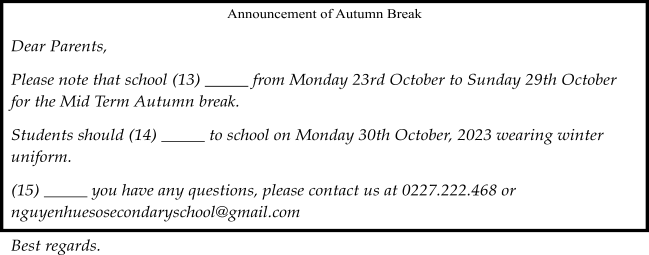 Announcement of Autumn Break
Dear Parents,
Please note that school (13) _____ from Monday 23rd October to Sunday 29th October
for the Mid Term Autumn break.
Students should (14) _____ to school on Monday 30th October, 2023 wearing winter
uniform.
(15) _____ you have any questions, please contact us at 0227.222.468 or
nguyenhuesosecondaryschool@gmail.com
Best regards.